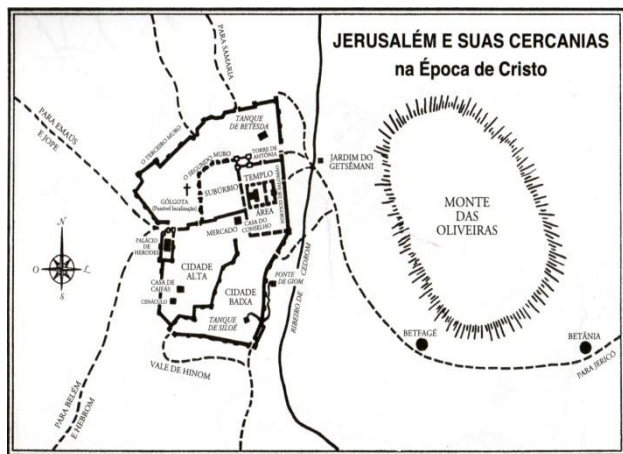 JERUSALÉM E SUAS CERCANIAS
na Época de Cristo
PARA SAMARIA
PARA EMAÚS
E JOPE
O TERCEIRO MURO
TANQUE
DE BETESDA
O SEGUNDO MURO
TORRE DE
ANTÔNIA
JARDIM DO
GETSÊMANI
GÓLGOTA
(Possível localização)
SUBÚRBIO
TEMPLO
ÁREA
MERCADO
CASA DO
CONSELHO
MONTE
DAS
OLIVEIRAS
N
O
L
S
PALÁCIO
DE
HERODES
CIDADE
ALTA
CASA DE
CAIFÁS
CENÁCULO
CIDADE
BAIXA
FONTE
DE GIOM
RIBEIRO DE CEDROM
TANQUE
DE SILOÉ
VALE DE HINOM
PARA BELÉM
E HEBROM
BETFAGÉ
BETÂNIA
PARA JERICÓ